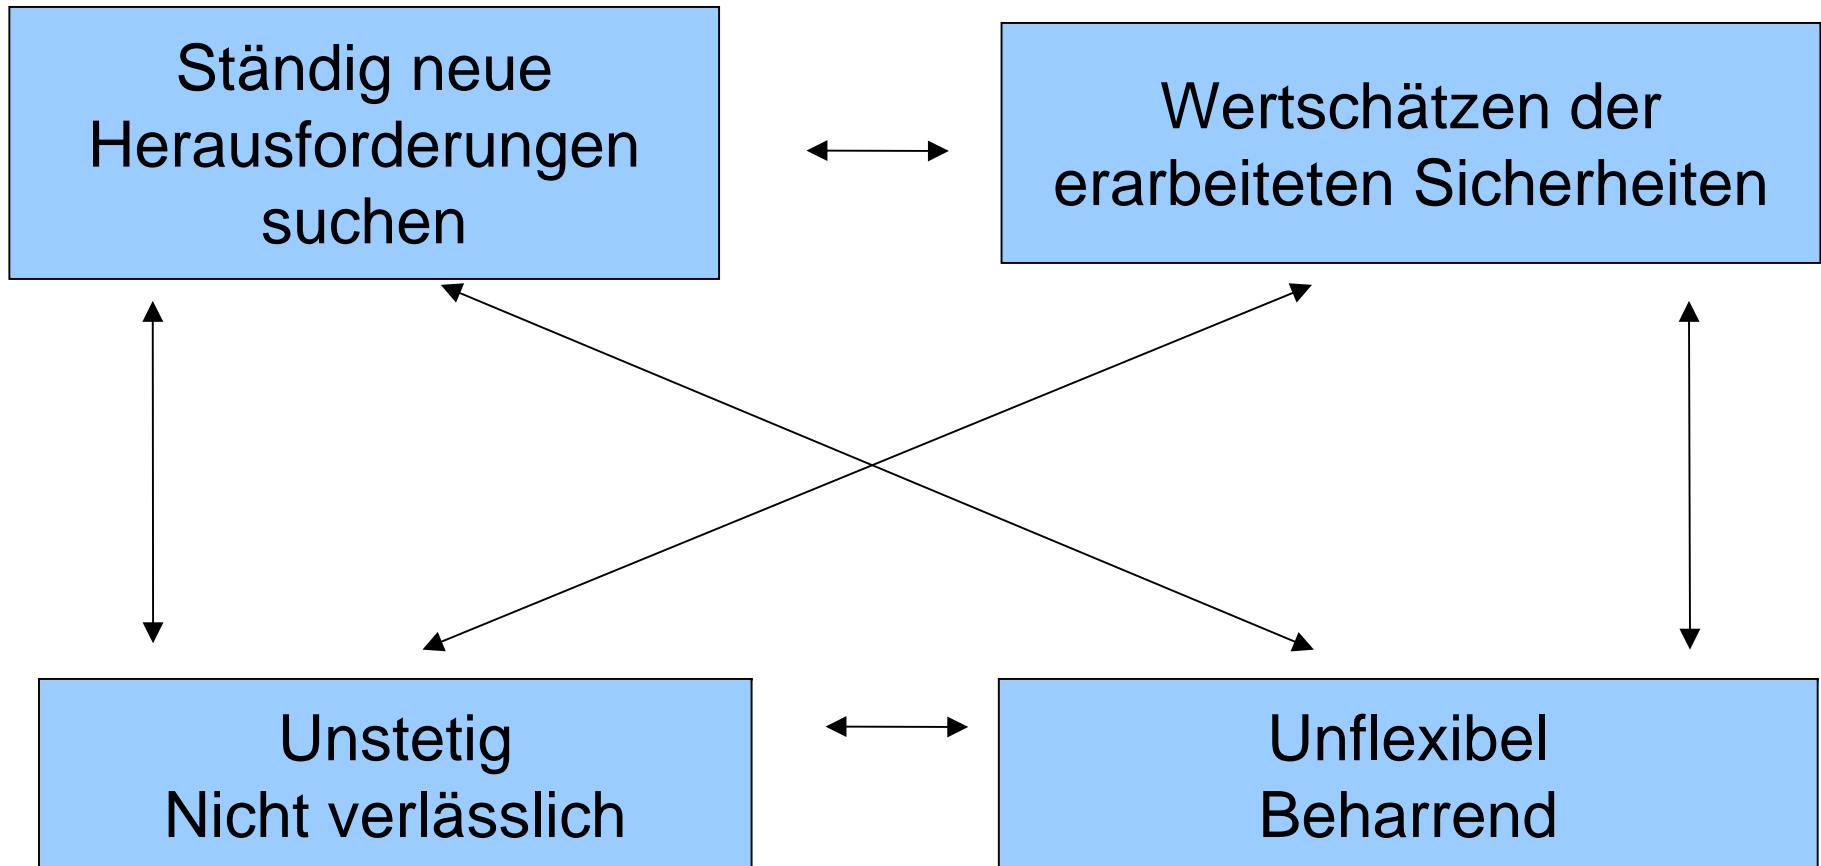 Ständig neue
Herausforderungen
suchen
Wertschätzen der
erarbeiteten Sicherheiten
Unstetig
Nicht verlässlich
Unflexibel
Beharrend